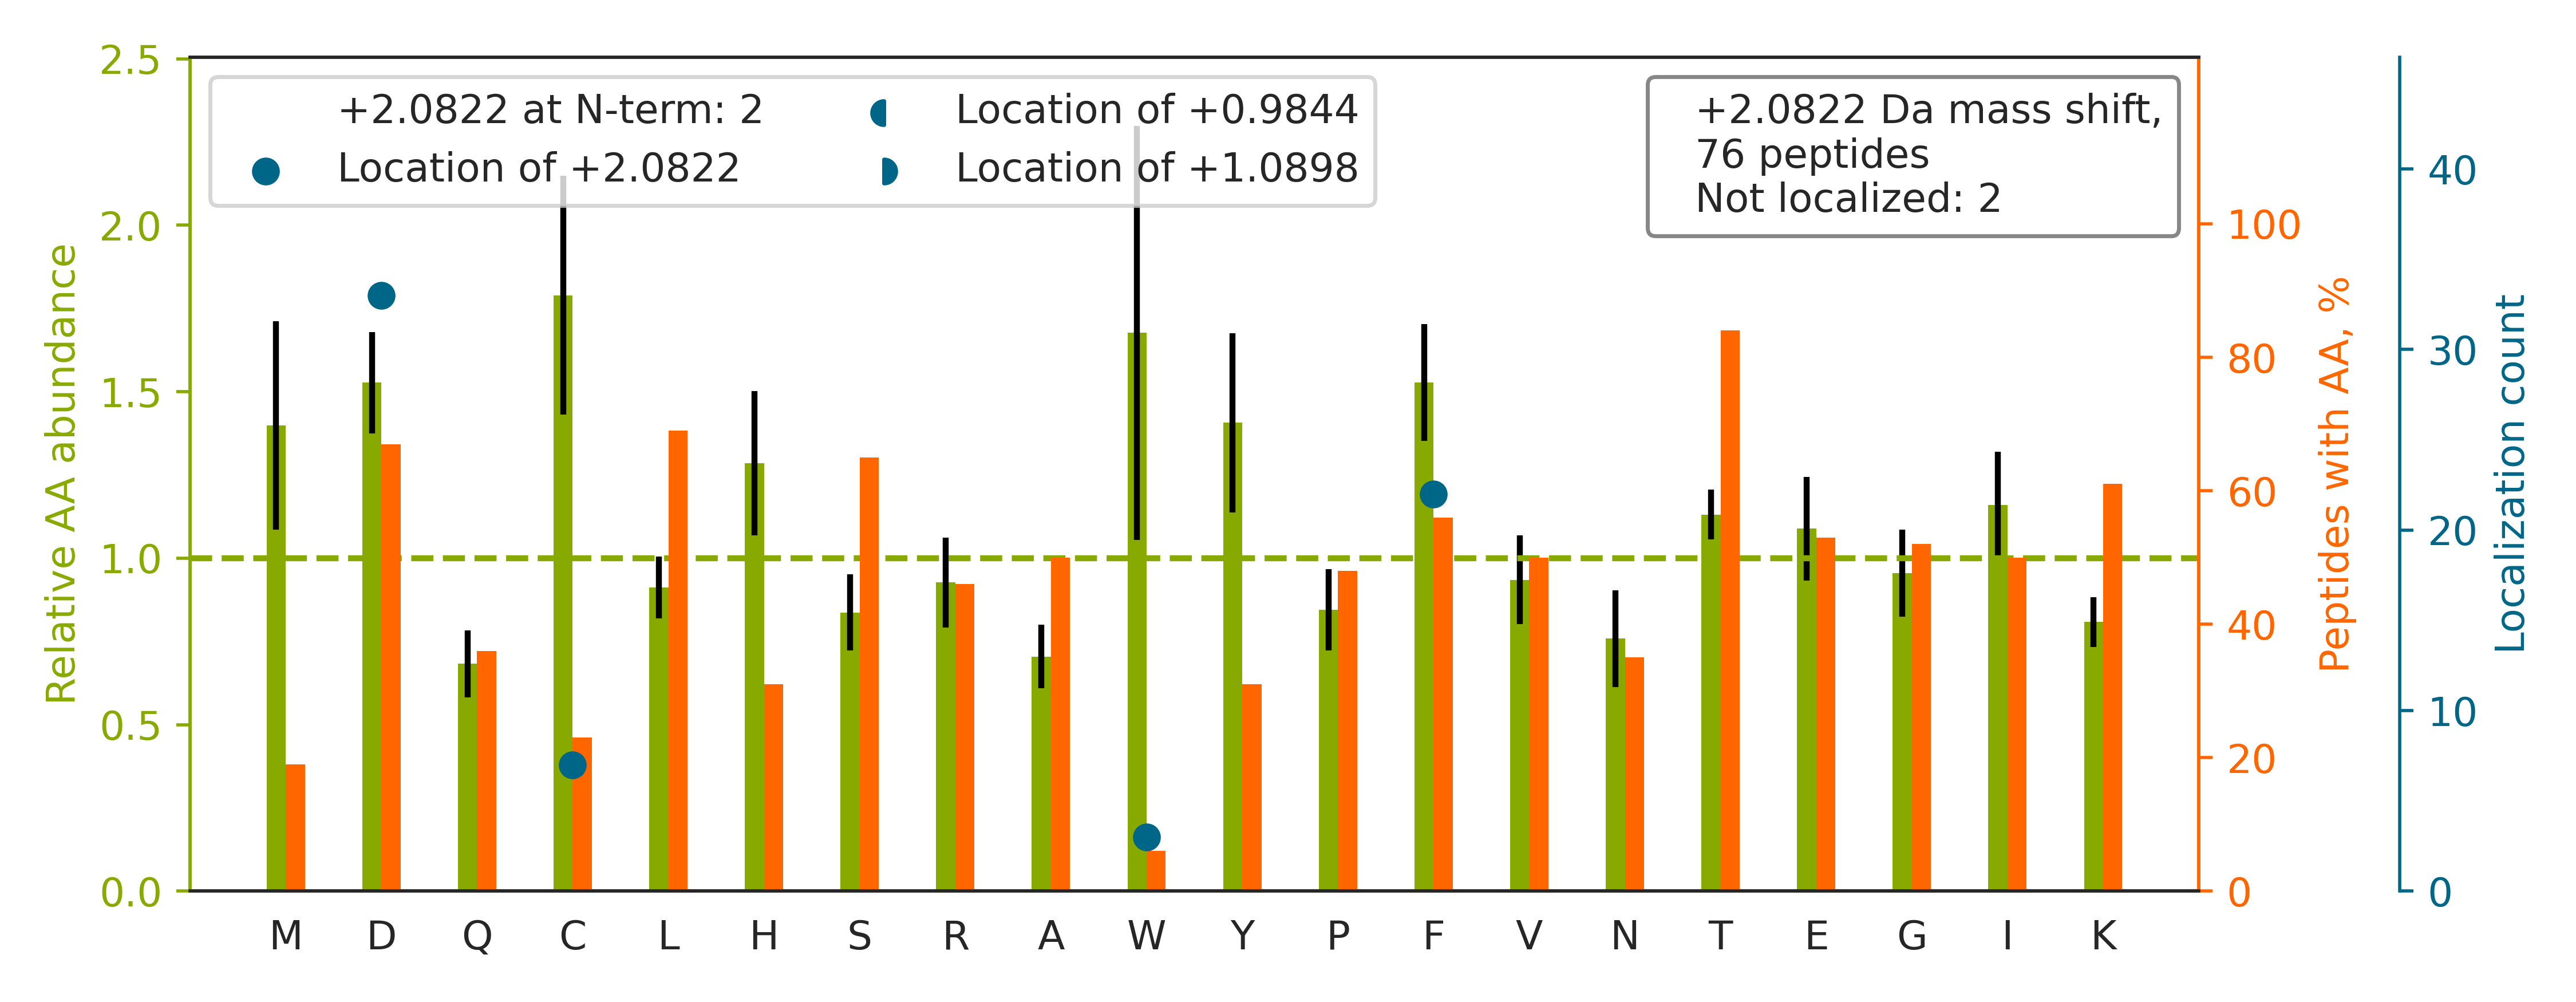 +2.0822 at N-term: 2
Location of +2.0822
Location of +0.9844
Location of +1.0898
+2.0822 Da mass shift,
76 peptides
Not localized: 2
Relative AA abundance
2.5
2.0
1.5
1.0
0.5
0.0
100
80
60
40
20
0
Peptides with AA, %
40
30
20
10
0
Localization count
M D Q C L H S R A W Y P F V N T E G I K